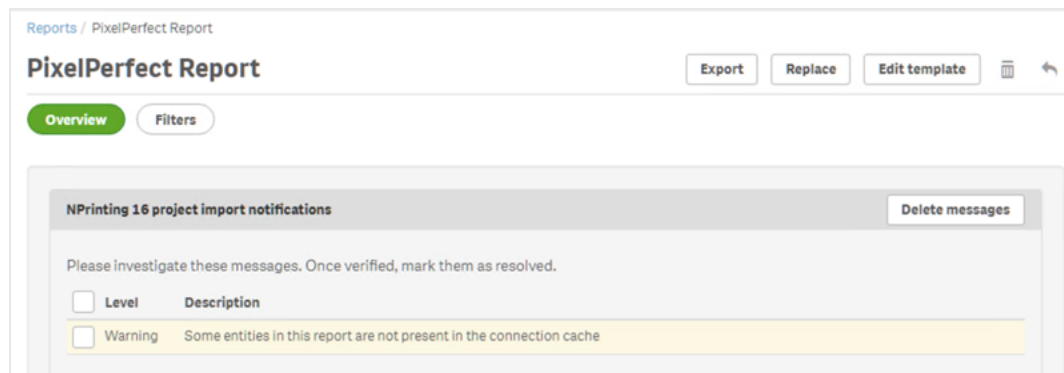 Reports / PixelPerfect Report
PixelPerfect Report Export Replace Edit template
Overview Filters
NPrinting 16 project import notifications Delete messages
Please investigate these messages. Once verified, mark them as resolved.
Level Description
Warning Some entities in this report are not present in the connection cache